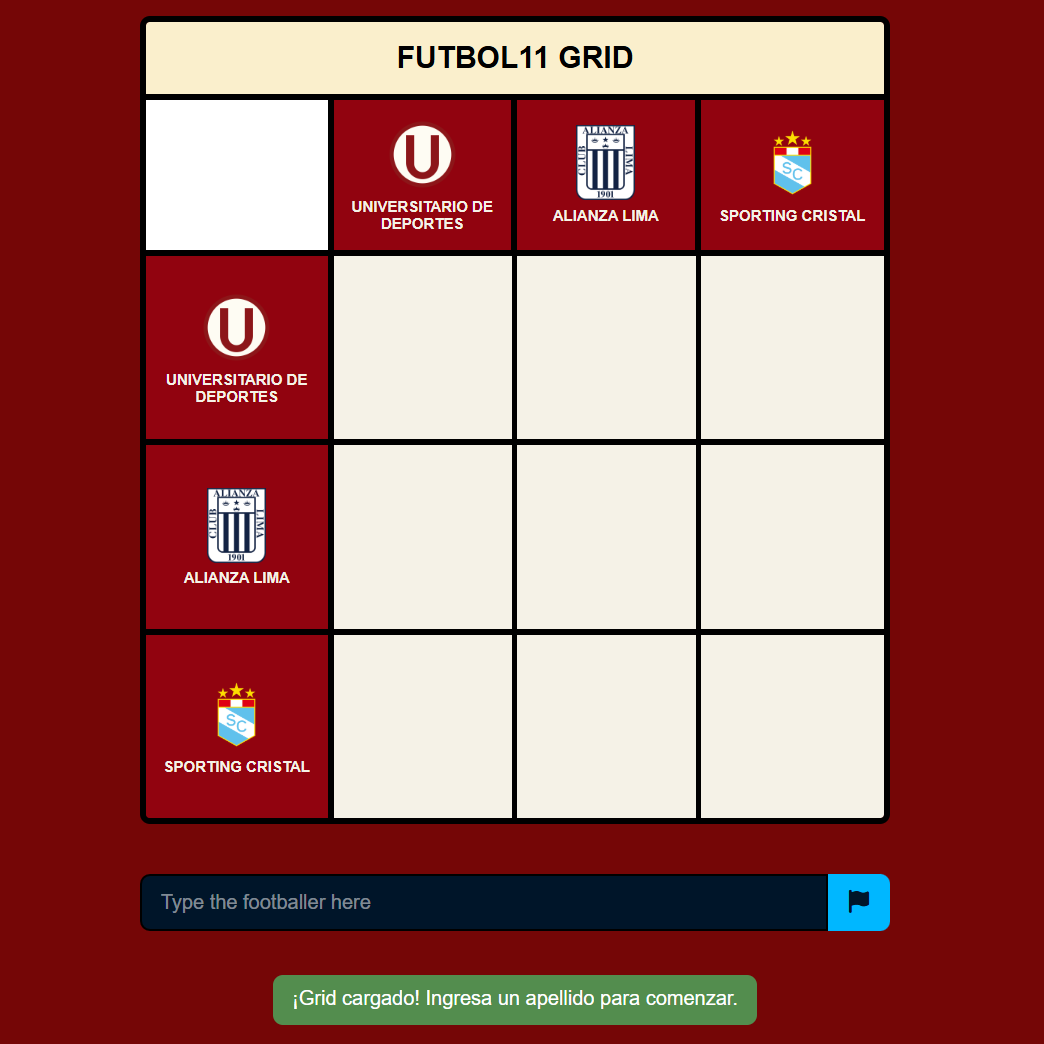 FUTBOL11 GRID
U
ALIANZA
CLUB
LIMA
1901
SC
UNIVERSITARIO DE
DEPORTES
ALIANZA LIMA
SPORTING CRISTAL
U
UNIVERSITARIO DE
DEPORTES
ALIANZA
CLUB
LIMA
1901
ALIANZA LIMA
SC
SPORTING CRISTAL
Type the footballer here
¡Grid cargado! Ingresa un apellido para comenzar.